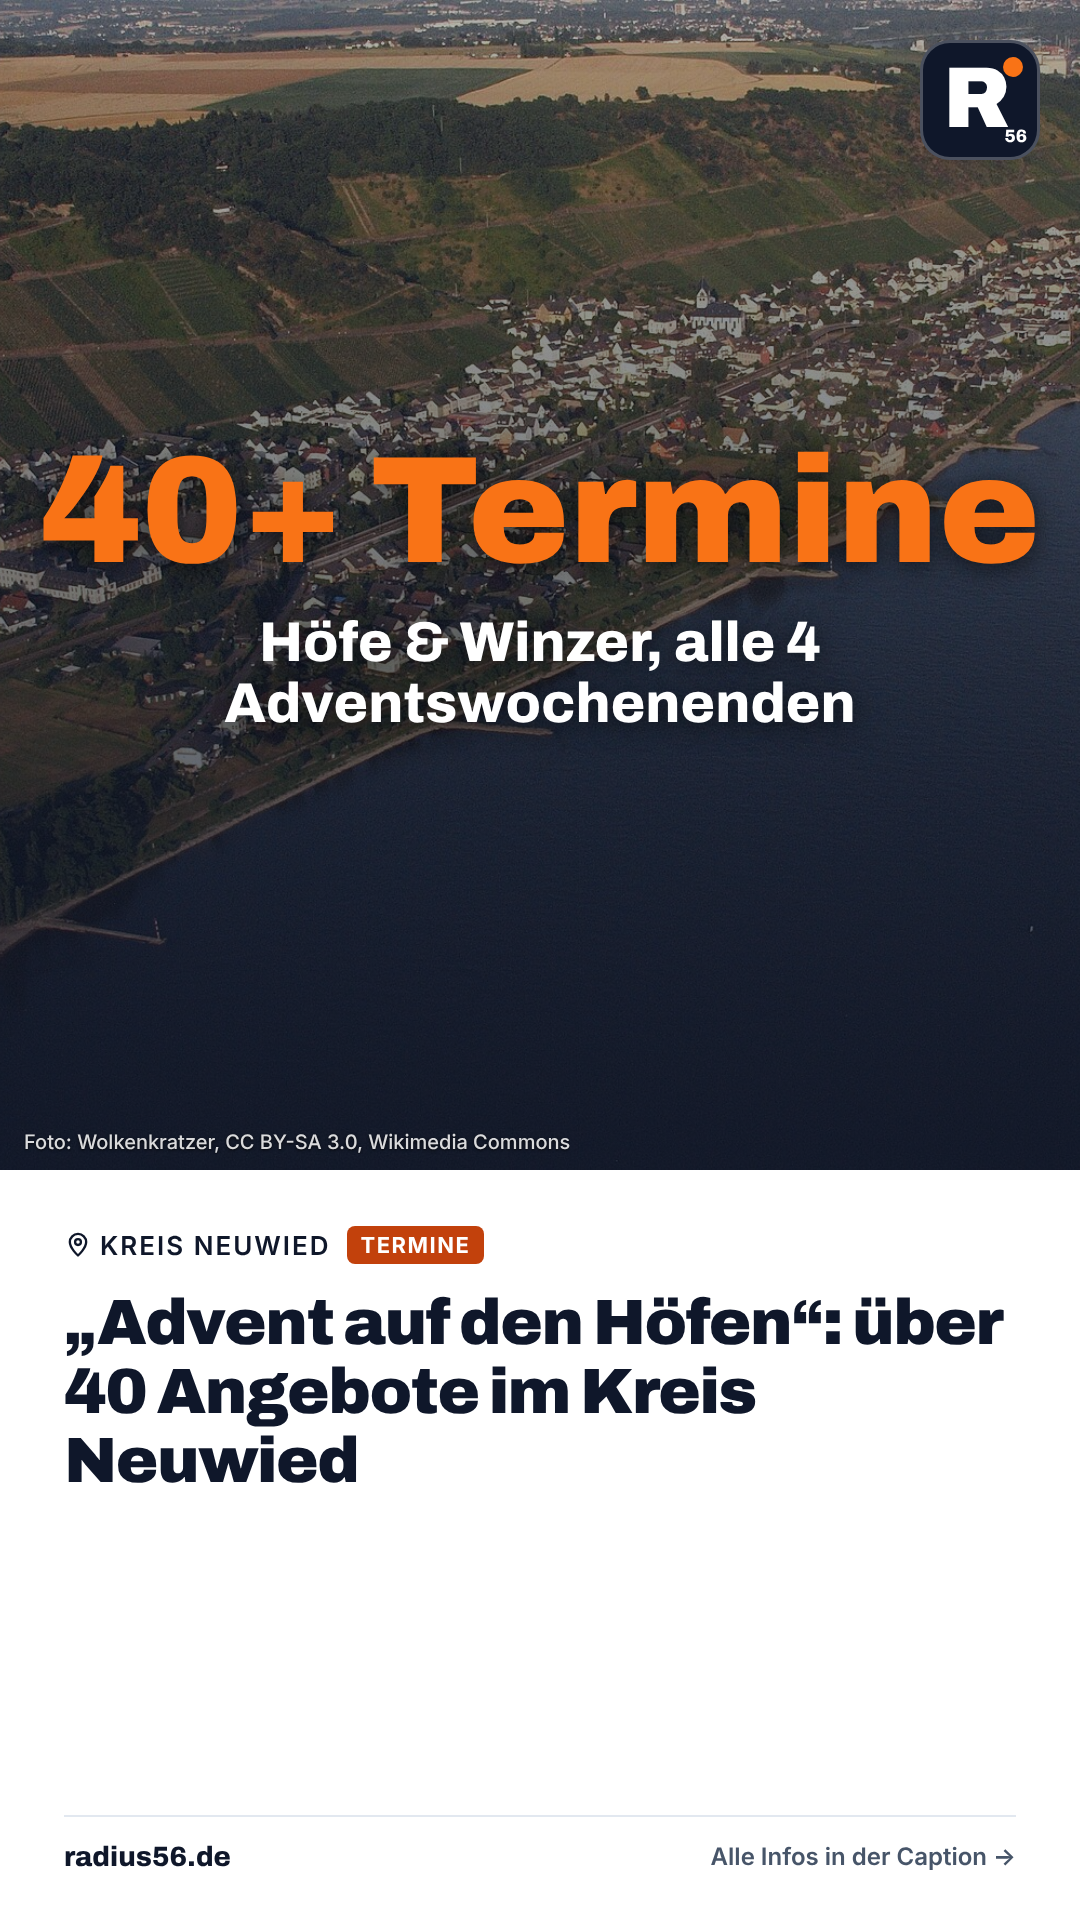 R
56
40+ Termine
Höfe & Winzer, alle 4
Adventswochenenden
Foto: Wolkenkratzer, CC BY-SA 3.0, Wikimedia Commons
KREIS NEUWIED TERMINE
„Advent auf den Höfen“: über
40 Angebote im Kreis
Neuwied
radius56.de Alle Infos in der Caption →